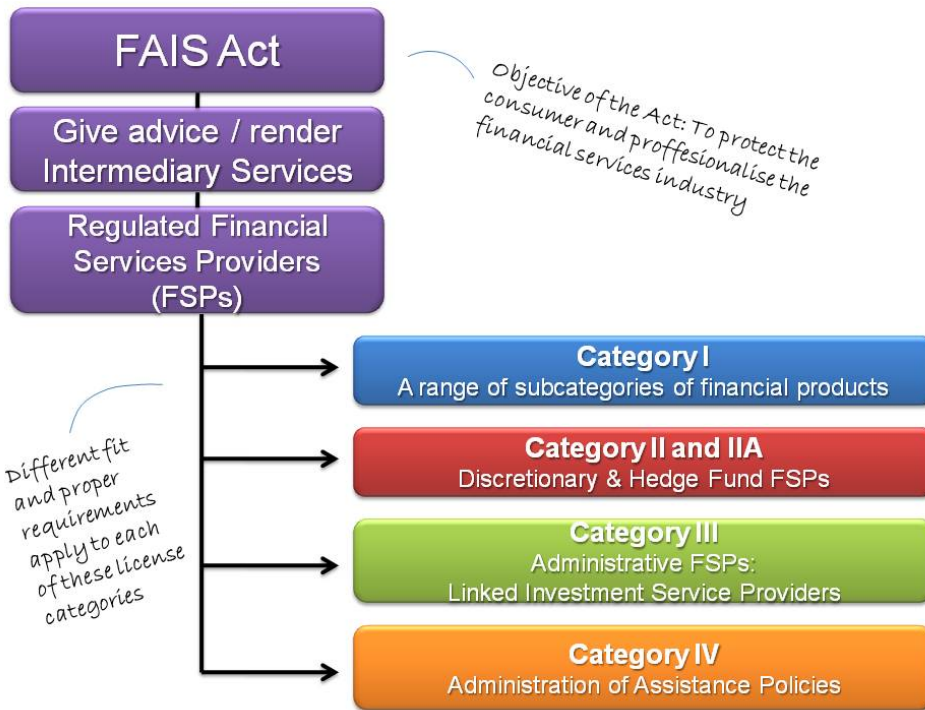 FAIS Act
Objective of the Act: To protect the
consumer and proffesionalise the
financial services industry
Give advice / render
Intermediary Services
Regulated Financial
Services Providers
(FSPs)
Category I
A range of subcategories of financial products
Category II and IIA
Discretionary & Hedge Fund FSPs
Different fit
and proper
requirements
apply to each
of these license
categories
Category III
Administrative FSPs:
Linked Investment Service Providers
Category IV
Administration of Assistance Policies